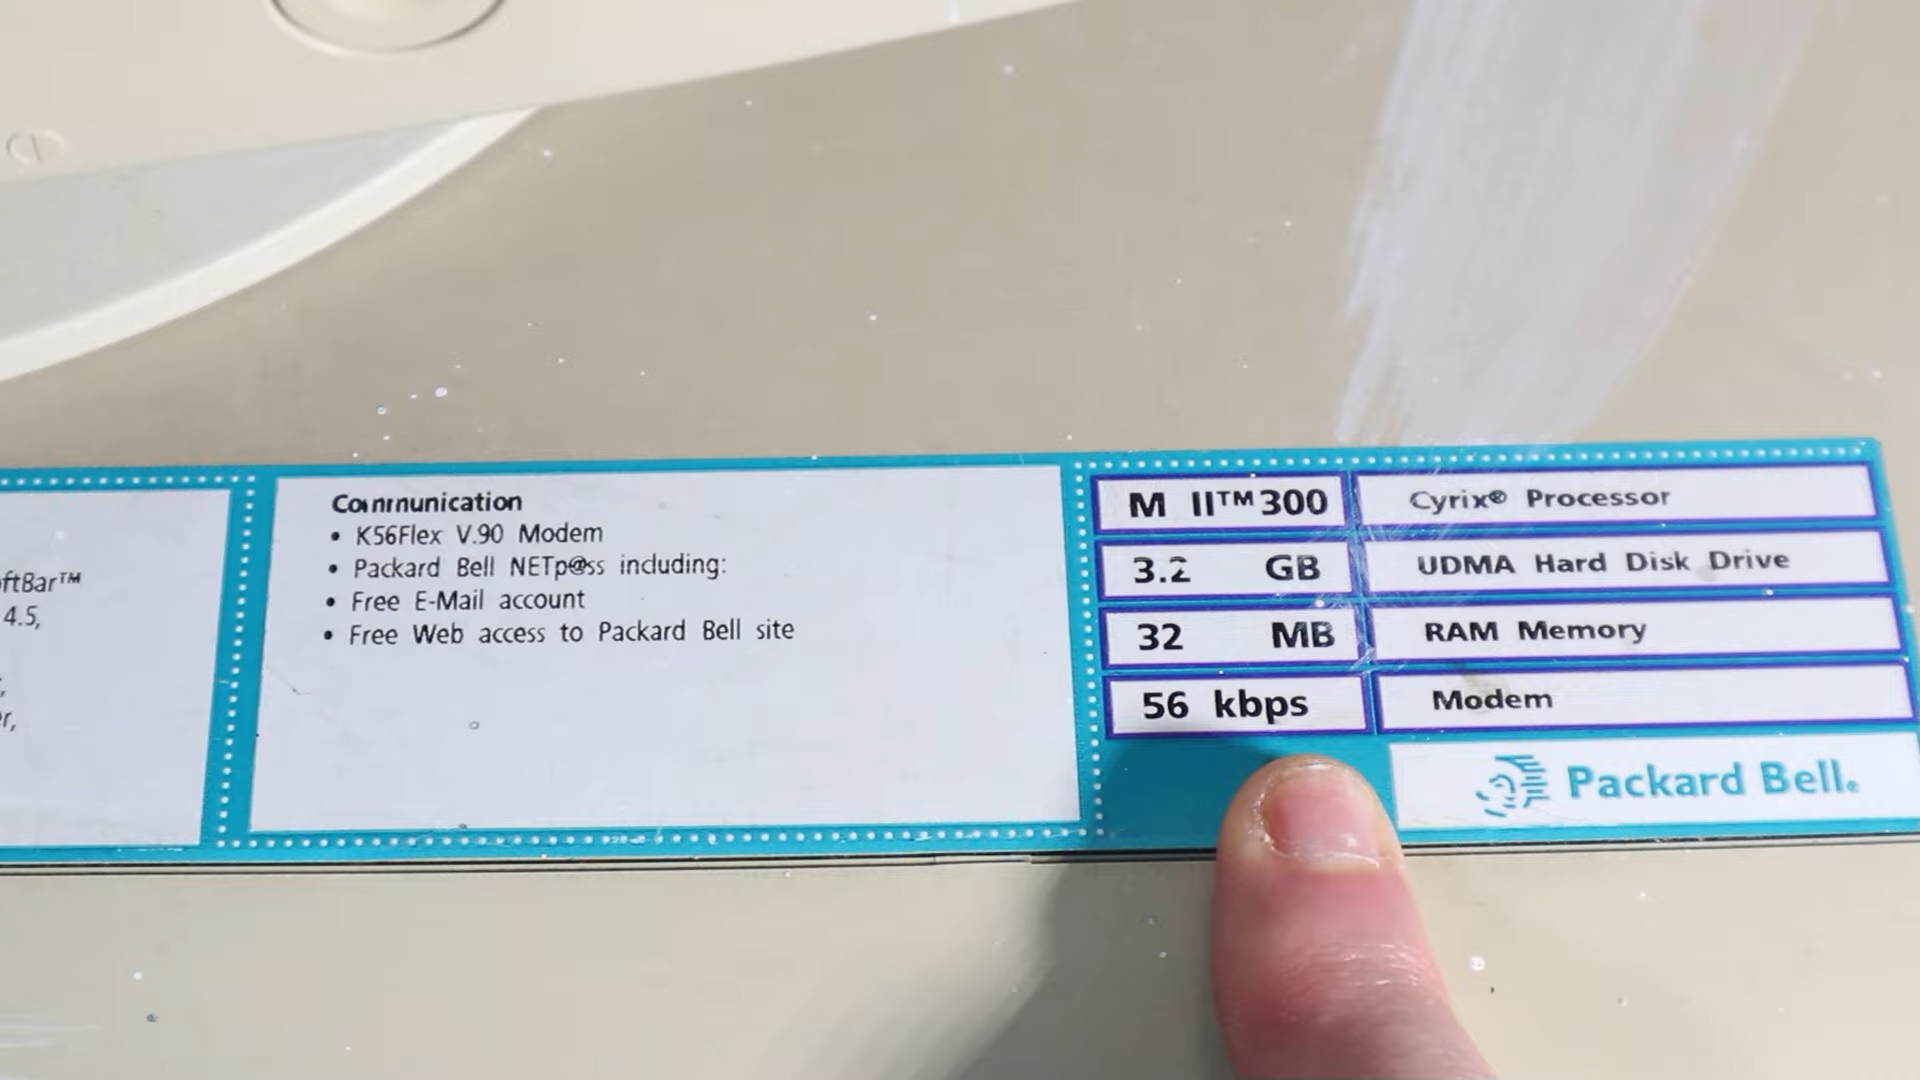 ftBar™
4.5,
r,
Communication
• K56Flex V.90 Modem
• Packard Bell NETp@ss including:
• Free E-Mail account
• Free Web access to Packard Bell site
M II™300 Cyrix® Processor
3.2 GB UDMA Hard Disk Drive
32 MB RAM Memory
56 kbps Modem
Packard Bell®